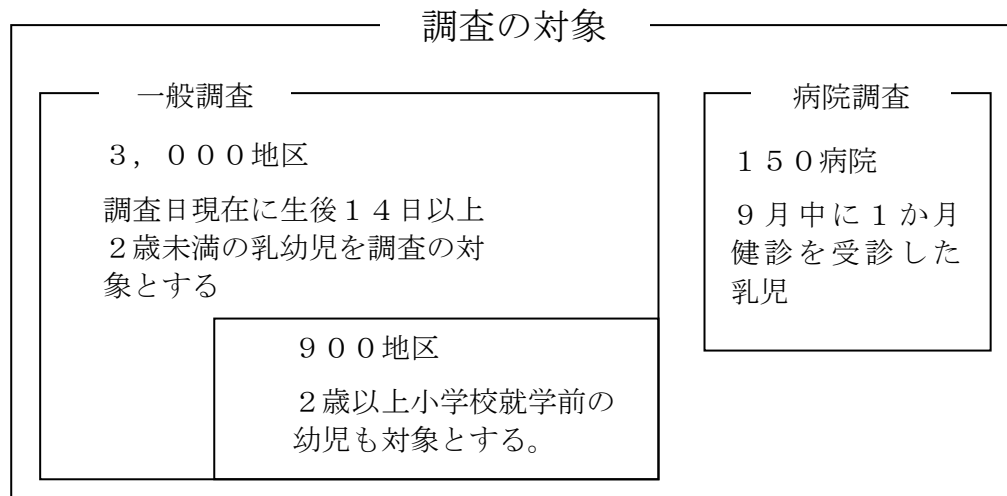 調査の対象
一般調査
３，０００地区
調査日現在に生後１４日以上
２歳未満の乳幼児を調査の対
象とする
９００地区
２歳以上小学校就学前の
幼児も対象とする。
病院調査
１５０病院
９月中に１か月
健診を受診した
乳児